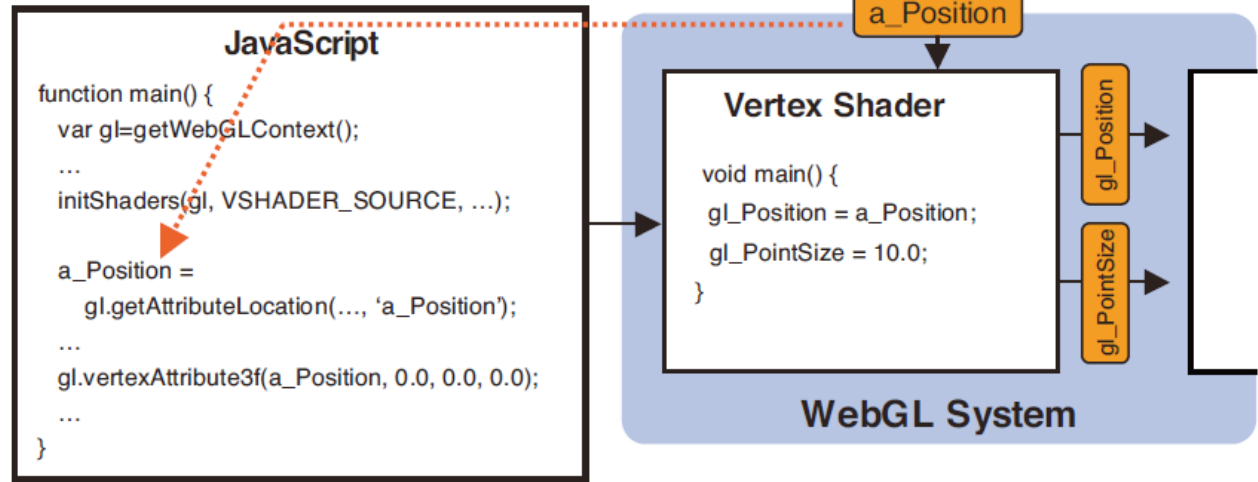 a_Position
JavaScript
function main() {
var gl=getWebGLContext();
…
initShaders(gl, VSHADER_SOURCE, …);
a_Position =
gl.getAttributeLocation(…, ‘a_Position’);
…
gl.vertexAttribute3f(a_Position, 0.0, 0.0, 0.0);
…
}
Vertex Shader
void main() {
gl_Position = a_Position;
gl_PointSize = 10.0;
}
gl_Position
gl_PointSize
WebGL System